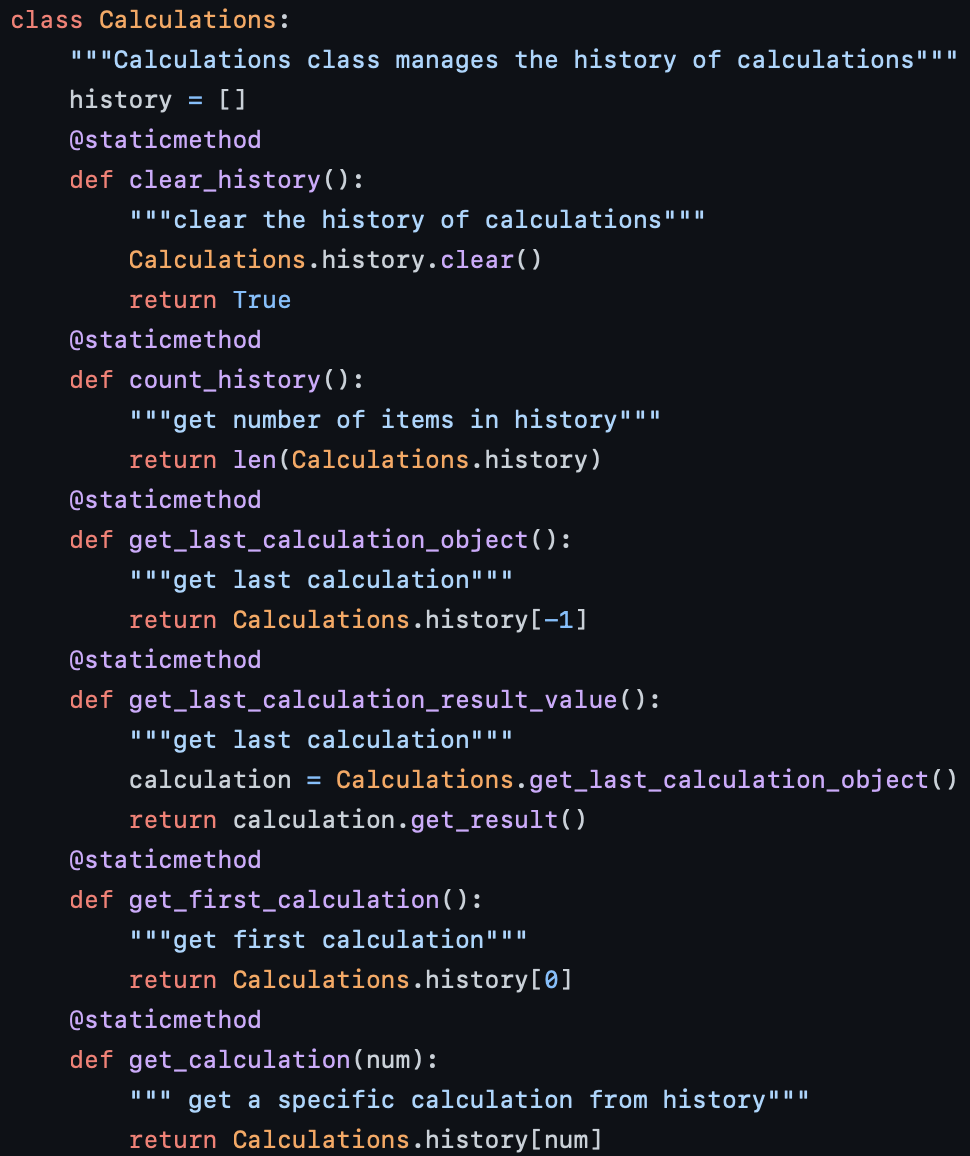 class Calculations:
    """Calculations class manages the history of calculations"""
    history = []
    @staticmethod
    def clear_history():
        """clear the history of calculations"""
        Calculations.history.clear()
        return True
    @staticmethod
    def count_history():
        """get number of items in history"""
        return len(Calculations.history)
    @staticmethod
    def get_last_calculation_object():
        """get last calculation"""
        return Calculations.history[-1]
    @staticmethod
    def get_last_calculation_result_value():
        """get last calculation"""
        calculation = Calculations.get_last_calculation_object()
        return calculation.get_result()
    @staticmethod
    def get_first_calculation():
        """get first calculation"""
        return Calculations.history[0]
    @staticmethod
    def get_calculation(num):
        """ get a specific calculation from history"""
        return Calculations.history[num]